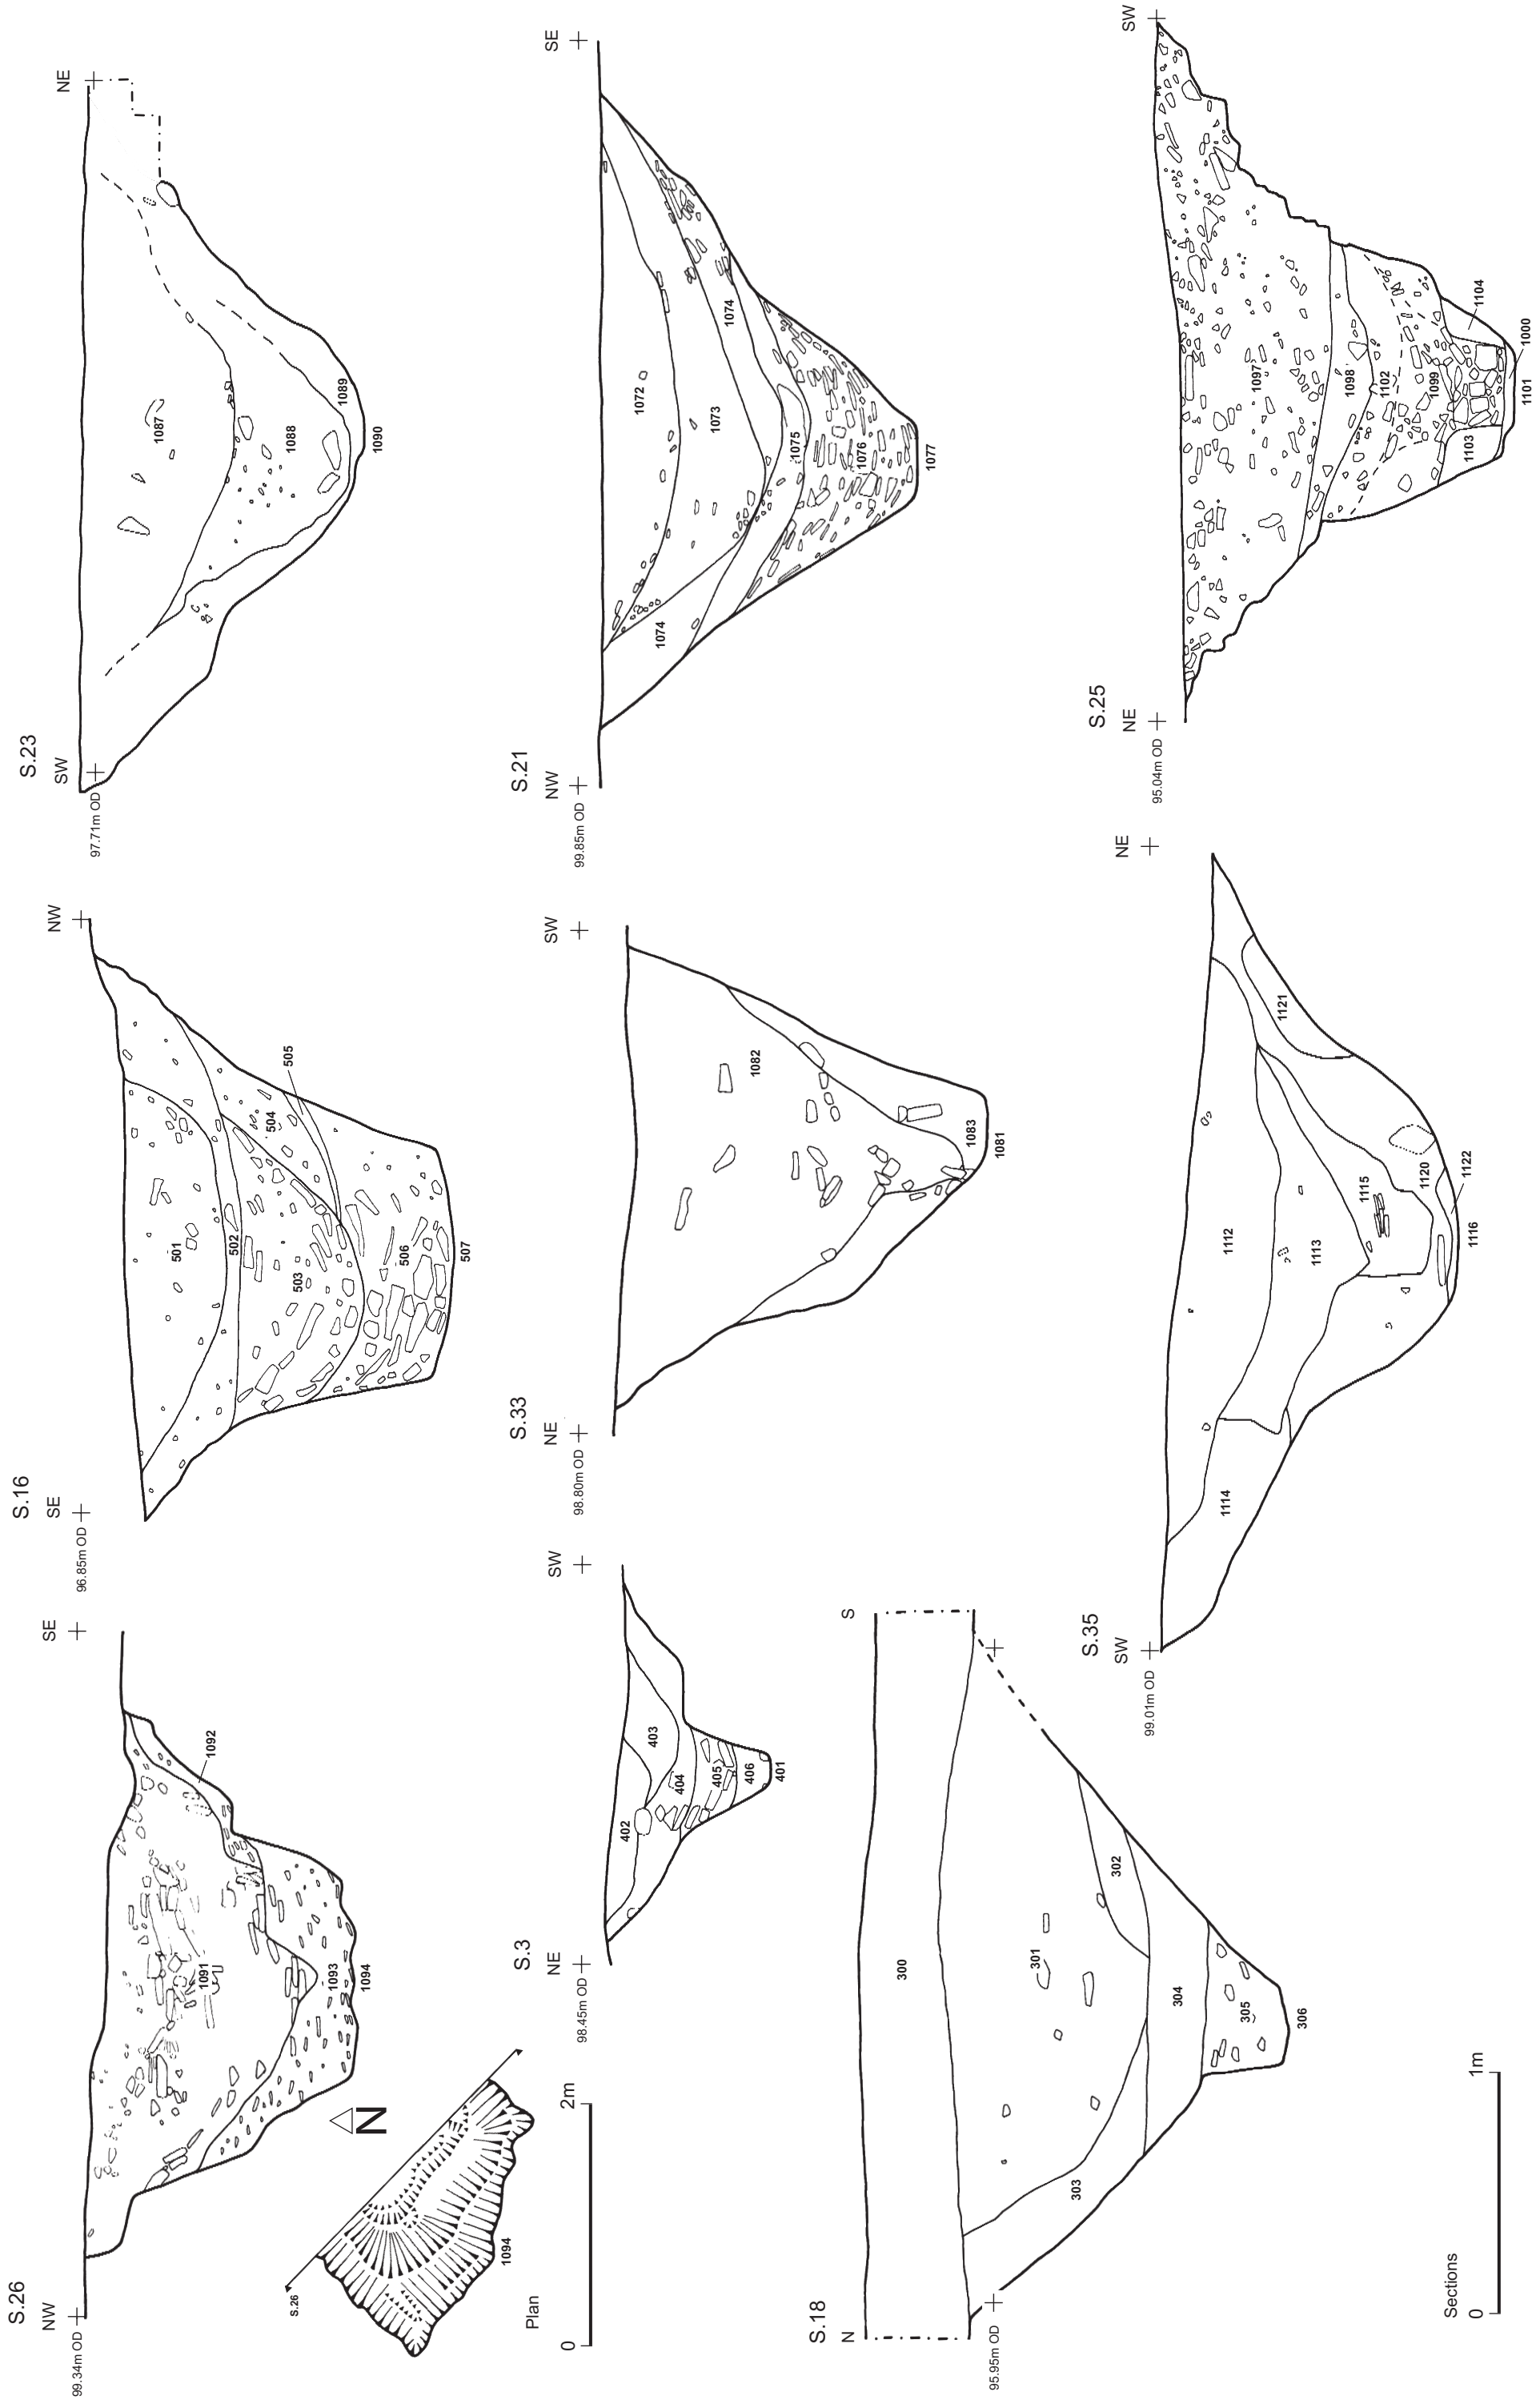 S.26
NW
SE
99.34m OD
1091
1092
1093
1094
S.26
N
1094
Plan
0
2m
S.16
SE
NW
96.85m OD
501
502
503
504
505
506
507
S.23
SW
NE
97.71m OD
1087
1088
1089
1090
S.3
NE
SW
98.45m OD
402
403
404
405
406
401
S.33
NE
SW
98.80m OD
1082
1083
1081
S.21
NW
SE
99.85m OD
1072
1073
1074
1074
1075
1076
1077
S.18
N
S
95.95m OD
300
301
302
303
304
305
306
S.35
SW
NE
99.01m OD
1112
1113
1114
1115
1121
1120
1122
1116
S.25
NE
SW
95.04m OD
1097
1098
1102
1099
1103
1104
1101
1000
Sections
0
1m